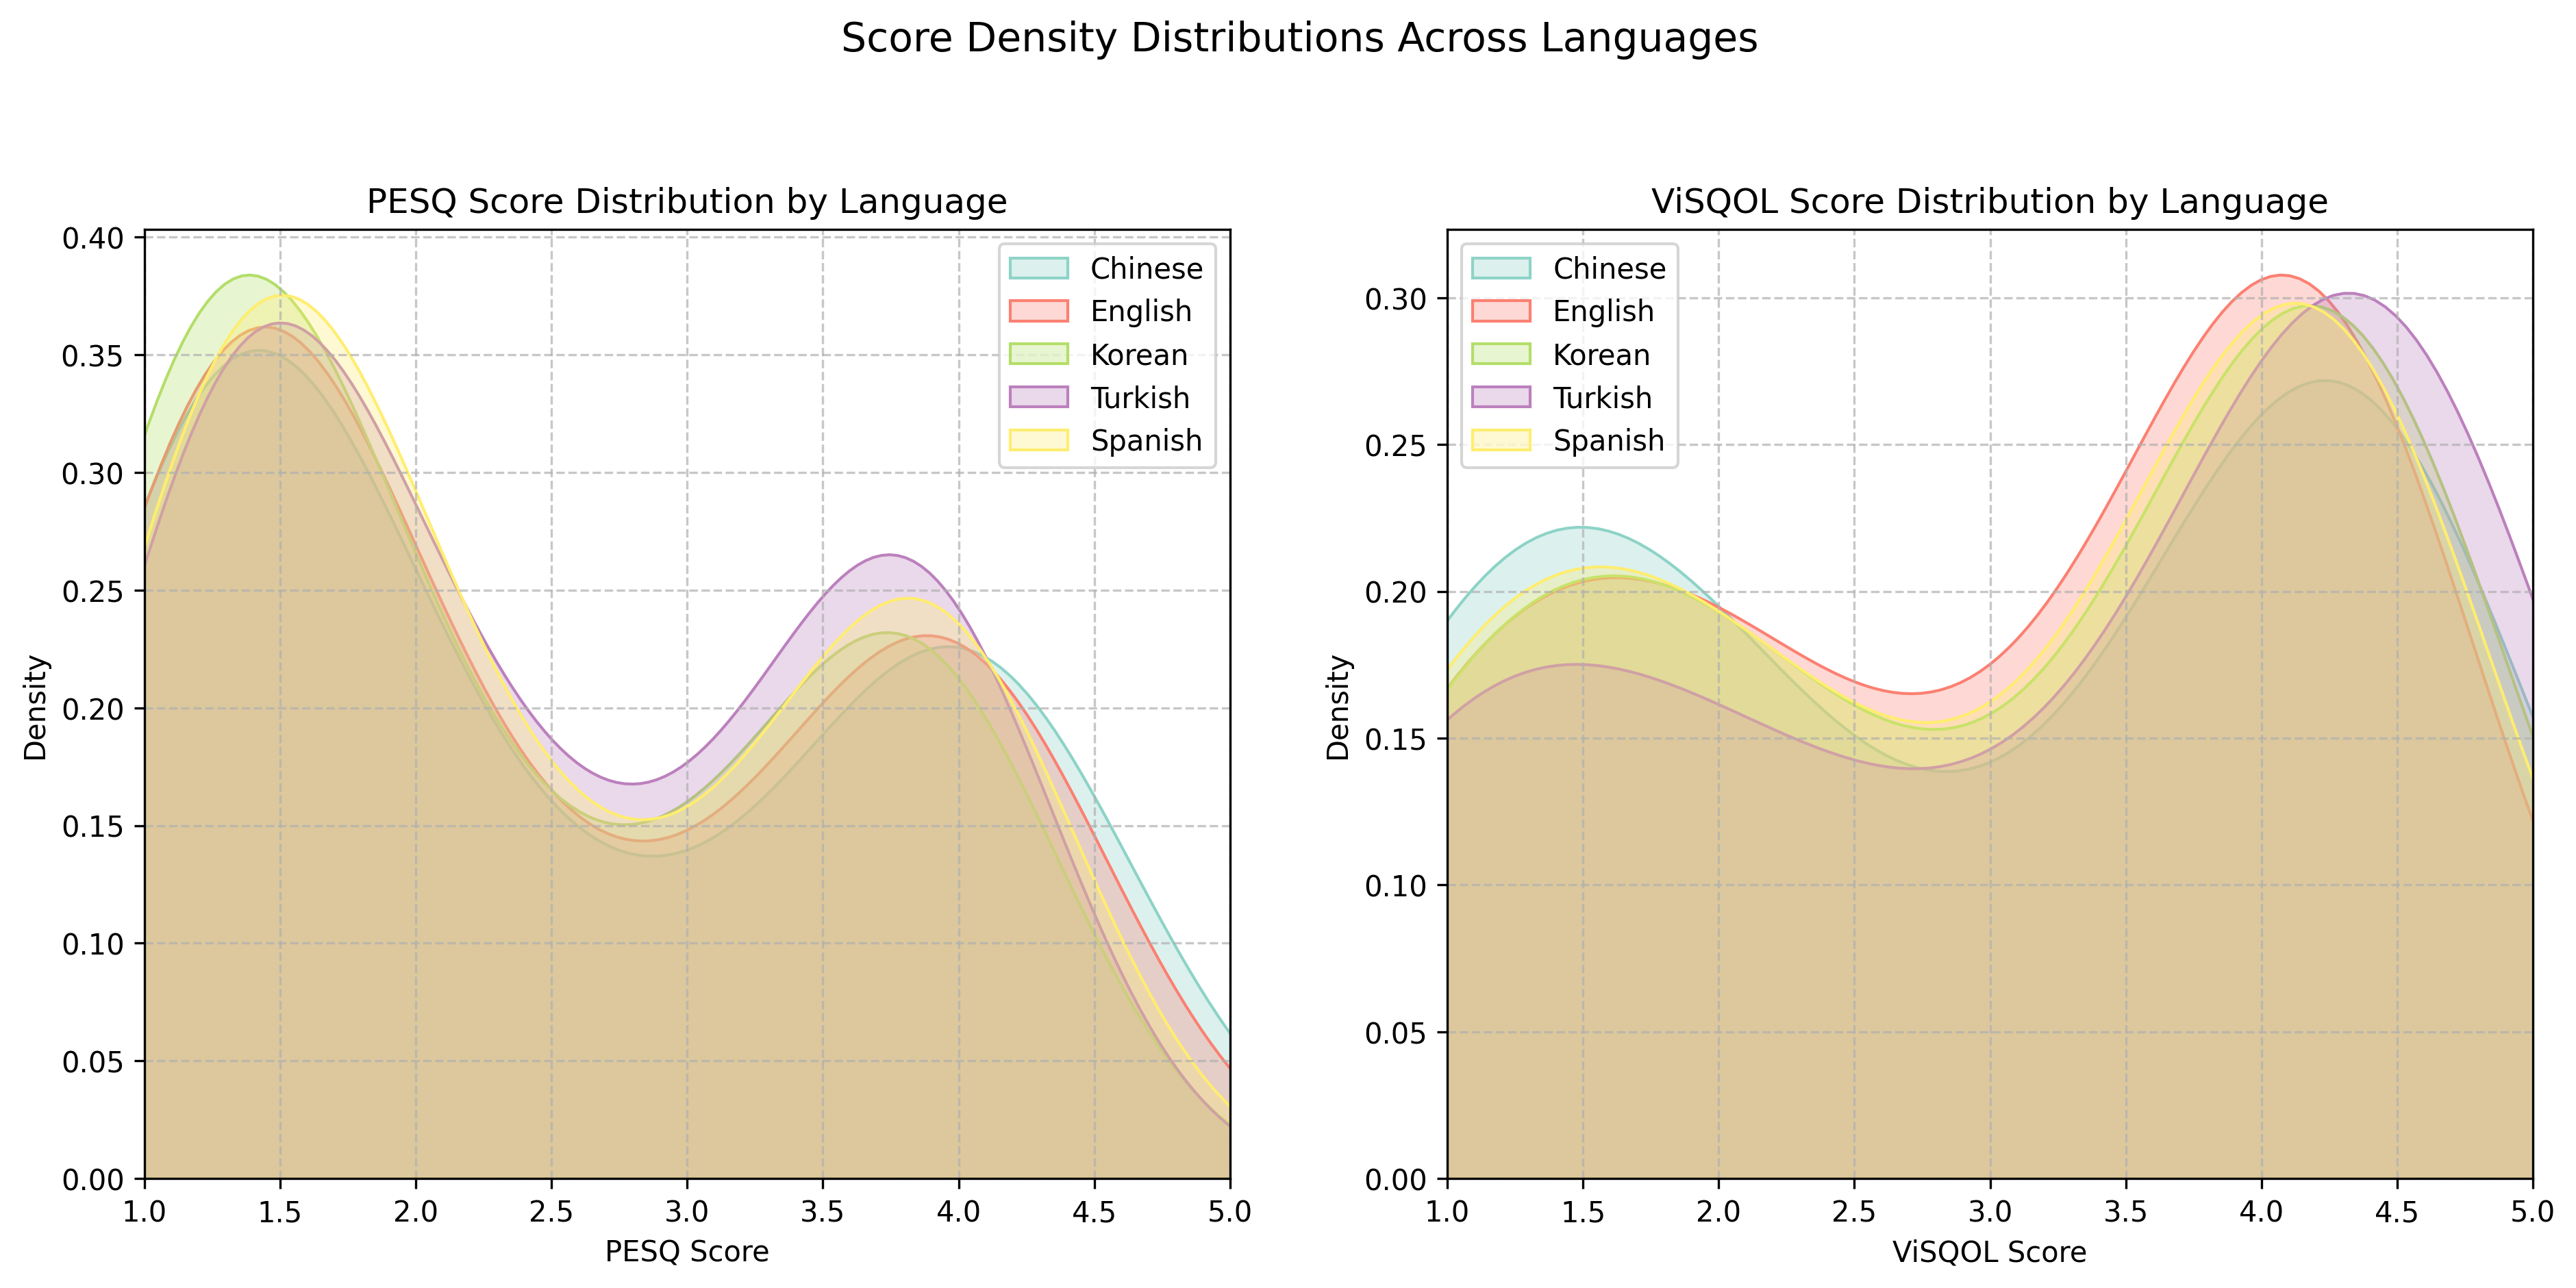 Score Density Distributions Across Languages
PESQ Score Distribution by Language
0.40
0.35
0.30
0.25
0.20
0.15
0.10
0.05
0.00
Density
Chinese
English
Korean
Turkish
Spanish
1.0 1.5 2.0 2.5 3.0 3.5 4.0 4.5 5.0
PESQ Score
ViSQOL Score Distribution by Language
0.30
0.25
0.20
0.15
0.10
0.05
0.00
Density
Chinese
English
Korean
Turkish
Spanish
1.0 1.5 2.0 2.5 3.0 3.5 4.0 4.5 5.0
ViSQOL Score